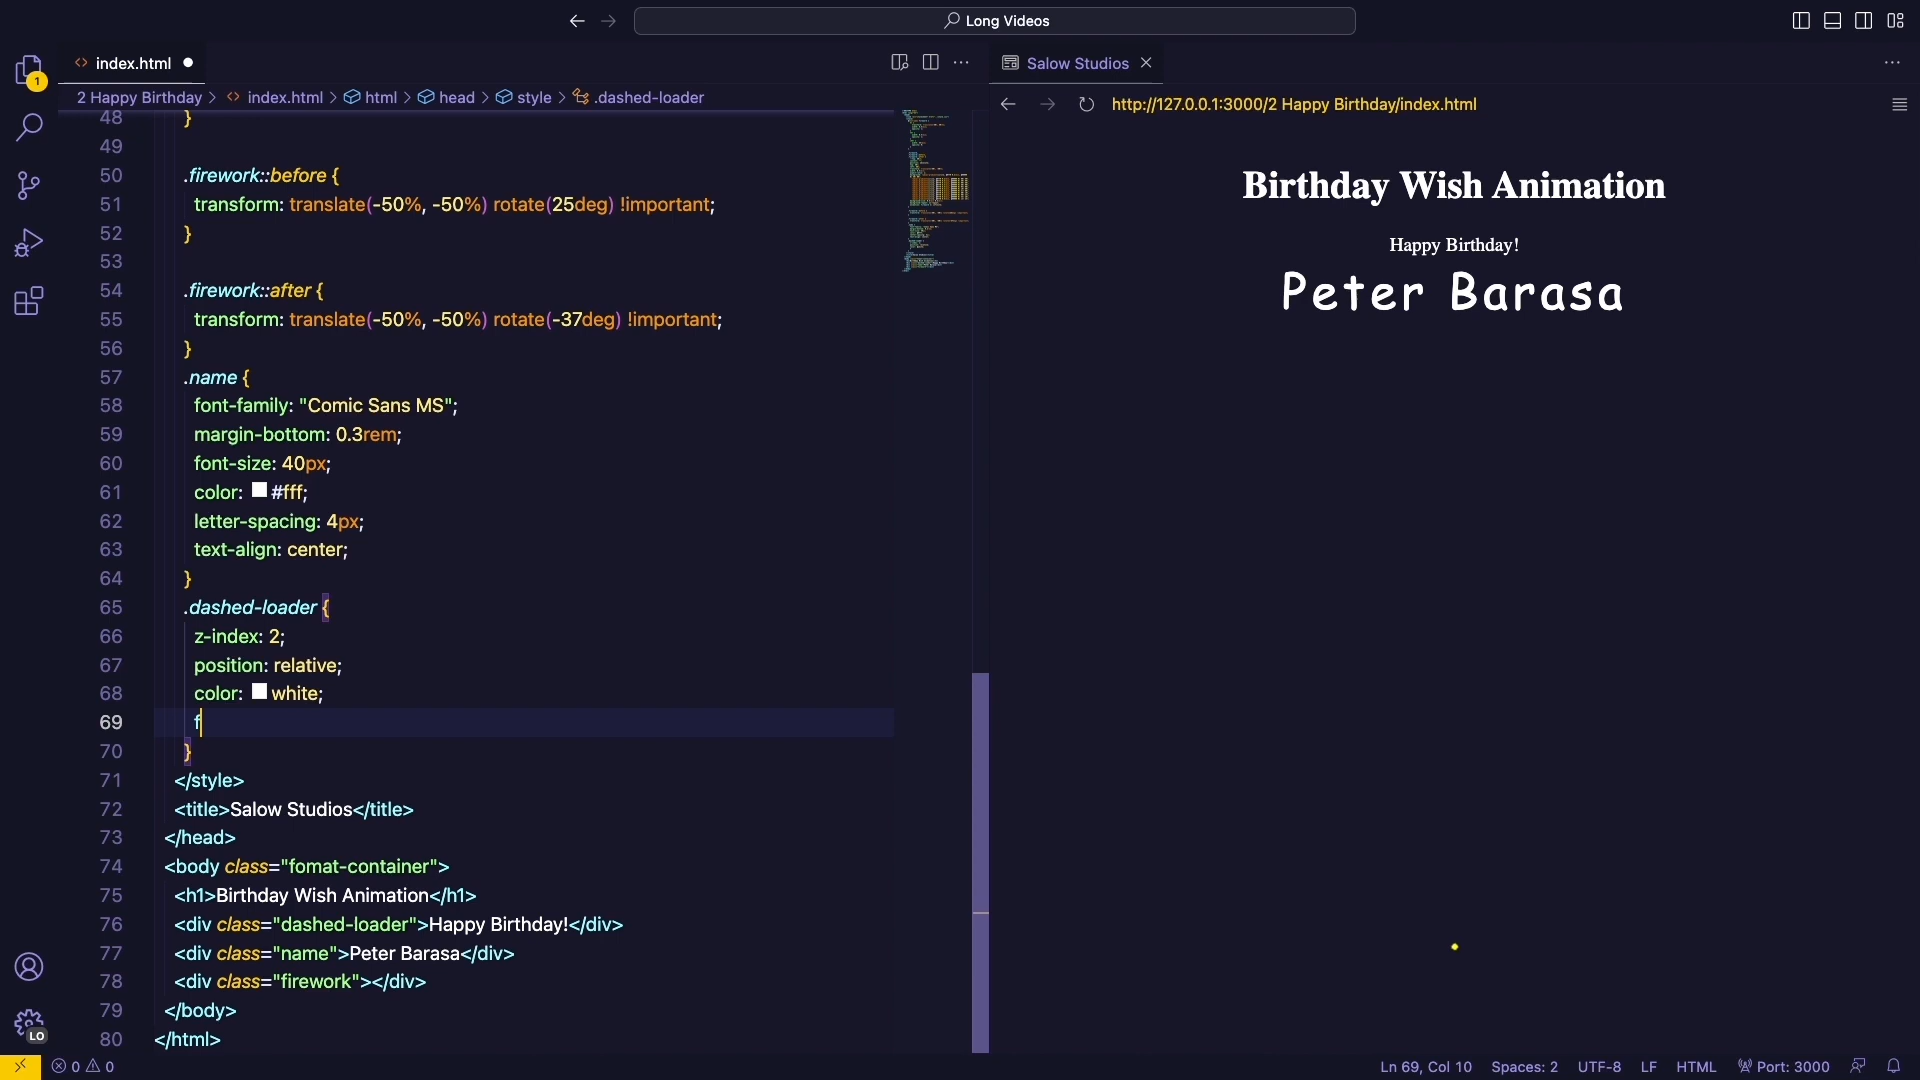 Long Videos
index.html
Salow Studios
1
2 Happy Birthday > index.html > html > head > style > .dashed-loader
http://127.0.0.1:3000/2 Happy Birthday/index.html
48 }
49
50 .firework::before {
51 transform: translate(-50%, -50%) rotate(25deg) !important;
52 }
53
54 .firework::after {
55 transform: translate(-50%, -50%) rotate(-37deg) !important;
56 }
57 .name {
58 font-family: "Comic Sans MS";
59 margin-bottom: 0.3rem;
60 font-size: 40px;
61 color: #fff;
62 letter-spacing: 4px;
63 text-align: center;
64 }
65 .dashed-loader {
66 z-index: 2;
67 position: relative;
68 color: white;
69 f
70 }
71 </style>
72 <title>Salow Studios</title>
73 </head>
74 <body class="fomat-container">
75 <h1>Birthday Wish Animation</h1>
76 <div class="dashed-loader">Happy Birthday!</div>
77 <div class="name">Peter Barasa</div>
78 <div class="firework"></div>
79 </body>
80 </html>
Birthday Wish Animation
Happy Birthday!
Peter Barasa
LO
0 0
Ln 69, Col 10 Spaces: 2 UTF-8 LF HTML Port: 3000